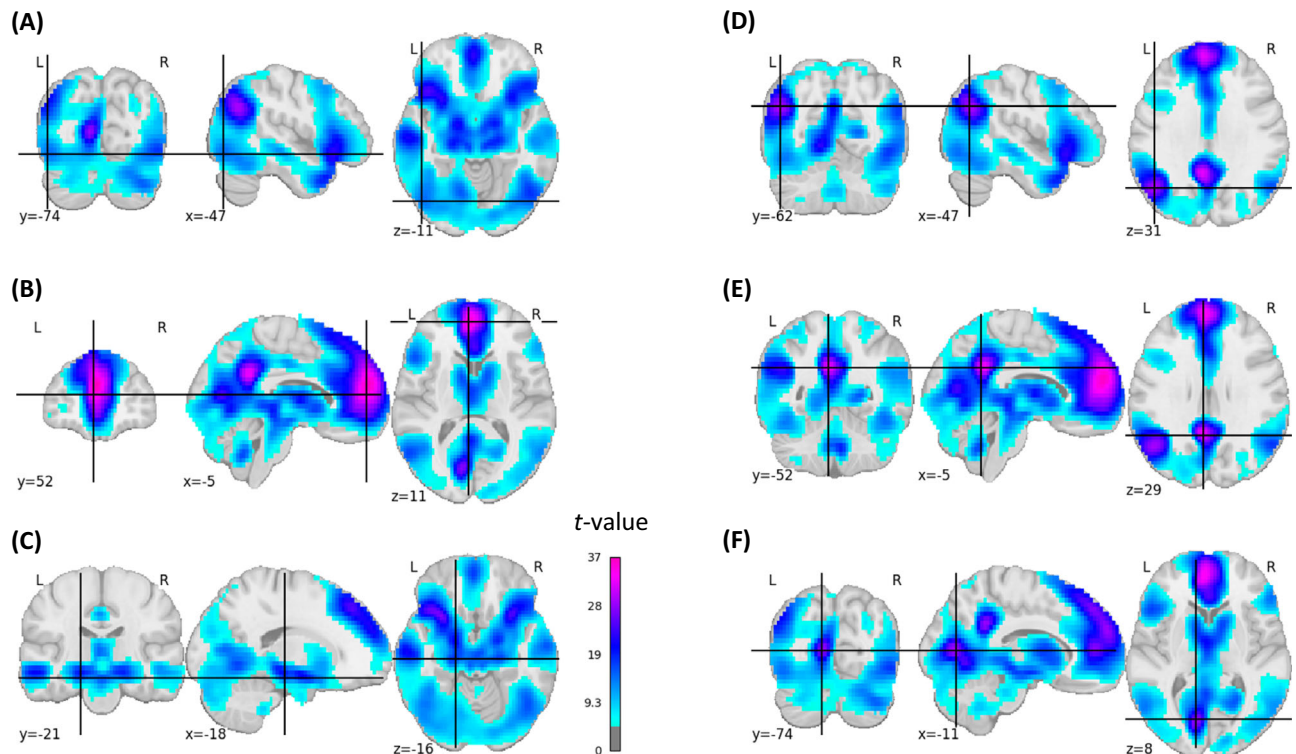 (A)
L
R
L
R
y=-74
x=-47
z=-11
(B)
L
R
L
R
y=52
x=-5
z=11
(C)
L
R
L
R
y=-21
x=-18
z=-16
t-value
37
28
19
9.3
0
(D)
L
R
L
R
y=-62
x=-47
z=31
(E)
L
R
L
R
y=-52
x=-5
z=29
(F)
L
R
L
R
y=-74
x=-11
z=8